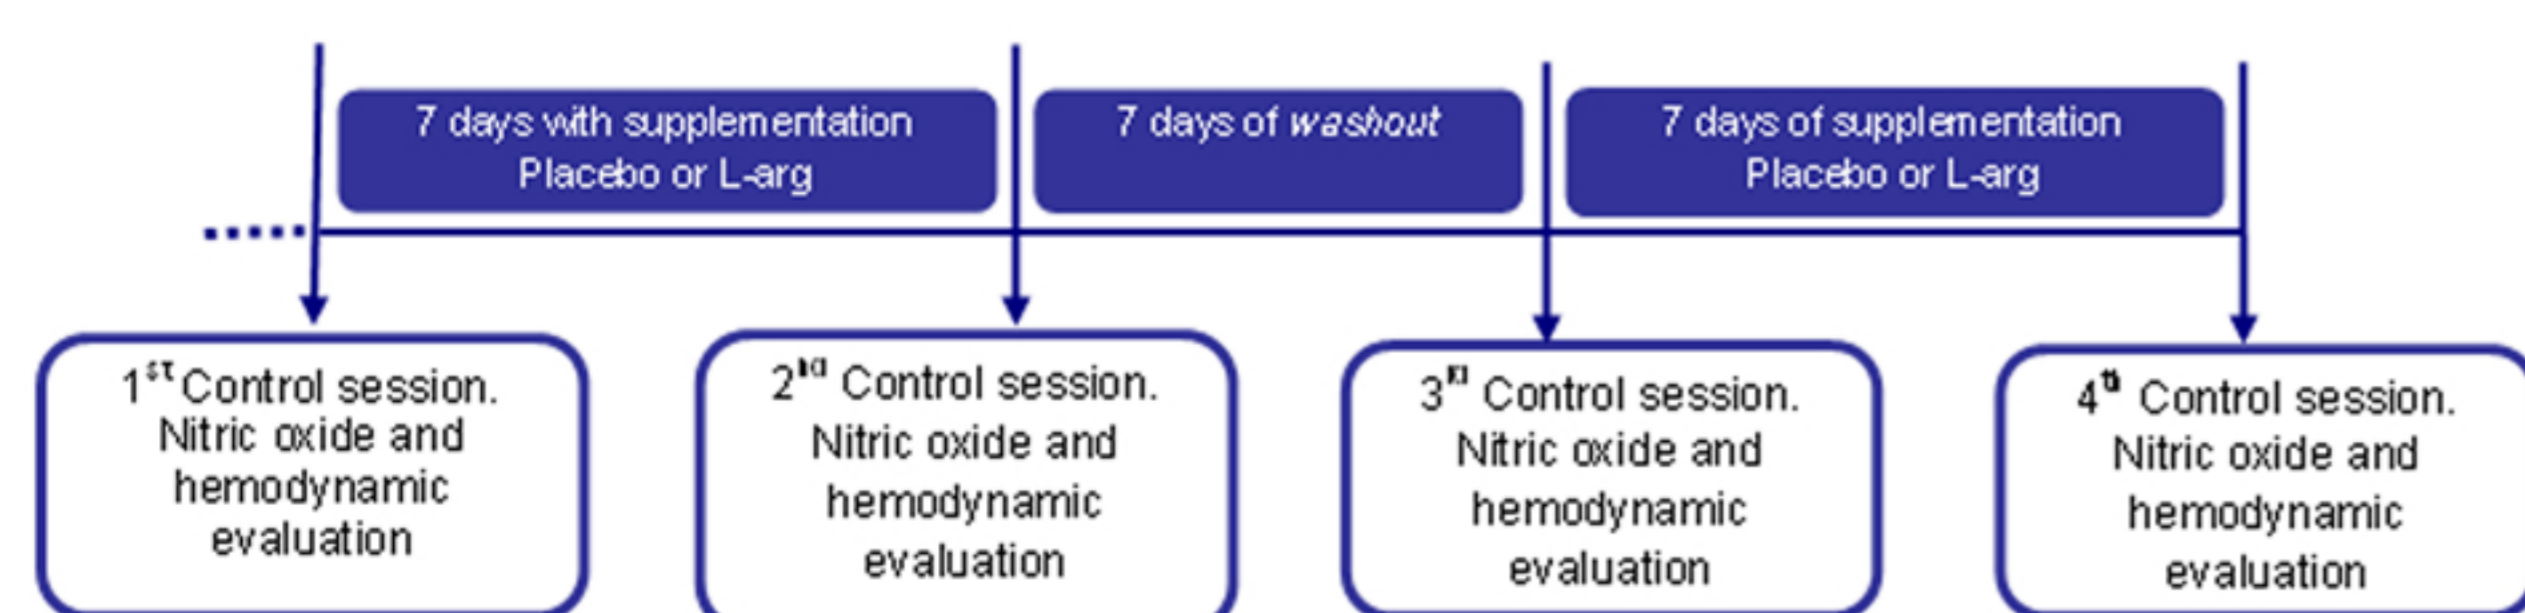 7 days with supplementation
Placebo or L-arg
7 days of washout
7 days of supplementation
Placebo or L-arg
1st Control session.
Nitric oxide and
hemodynamic
evaluation
2nd Control session.
Nitric oxide and
hemodynamic
evaluation
3rd Control session.
Nitric oxide and
hemodynamic
evaluation
4th Control session.
Nitric oxide and
hemodynamic
evaluation